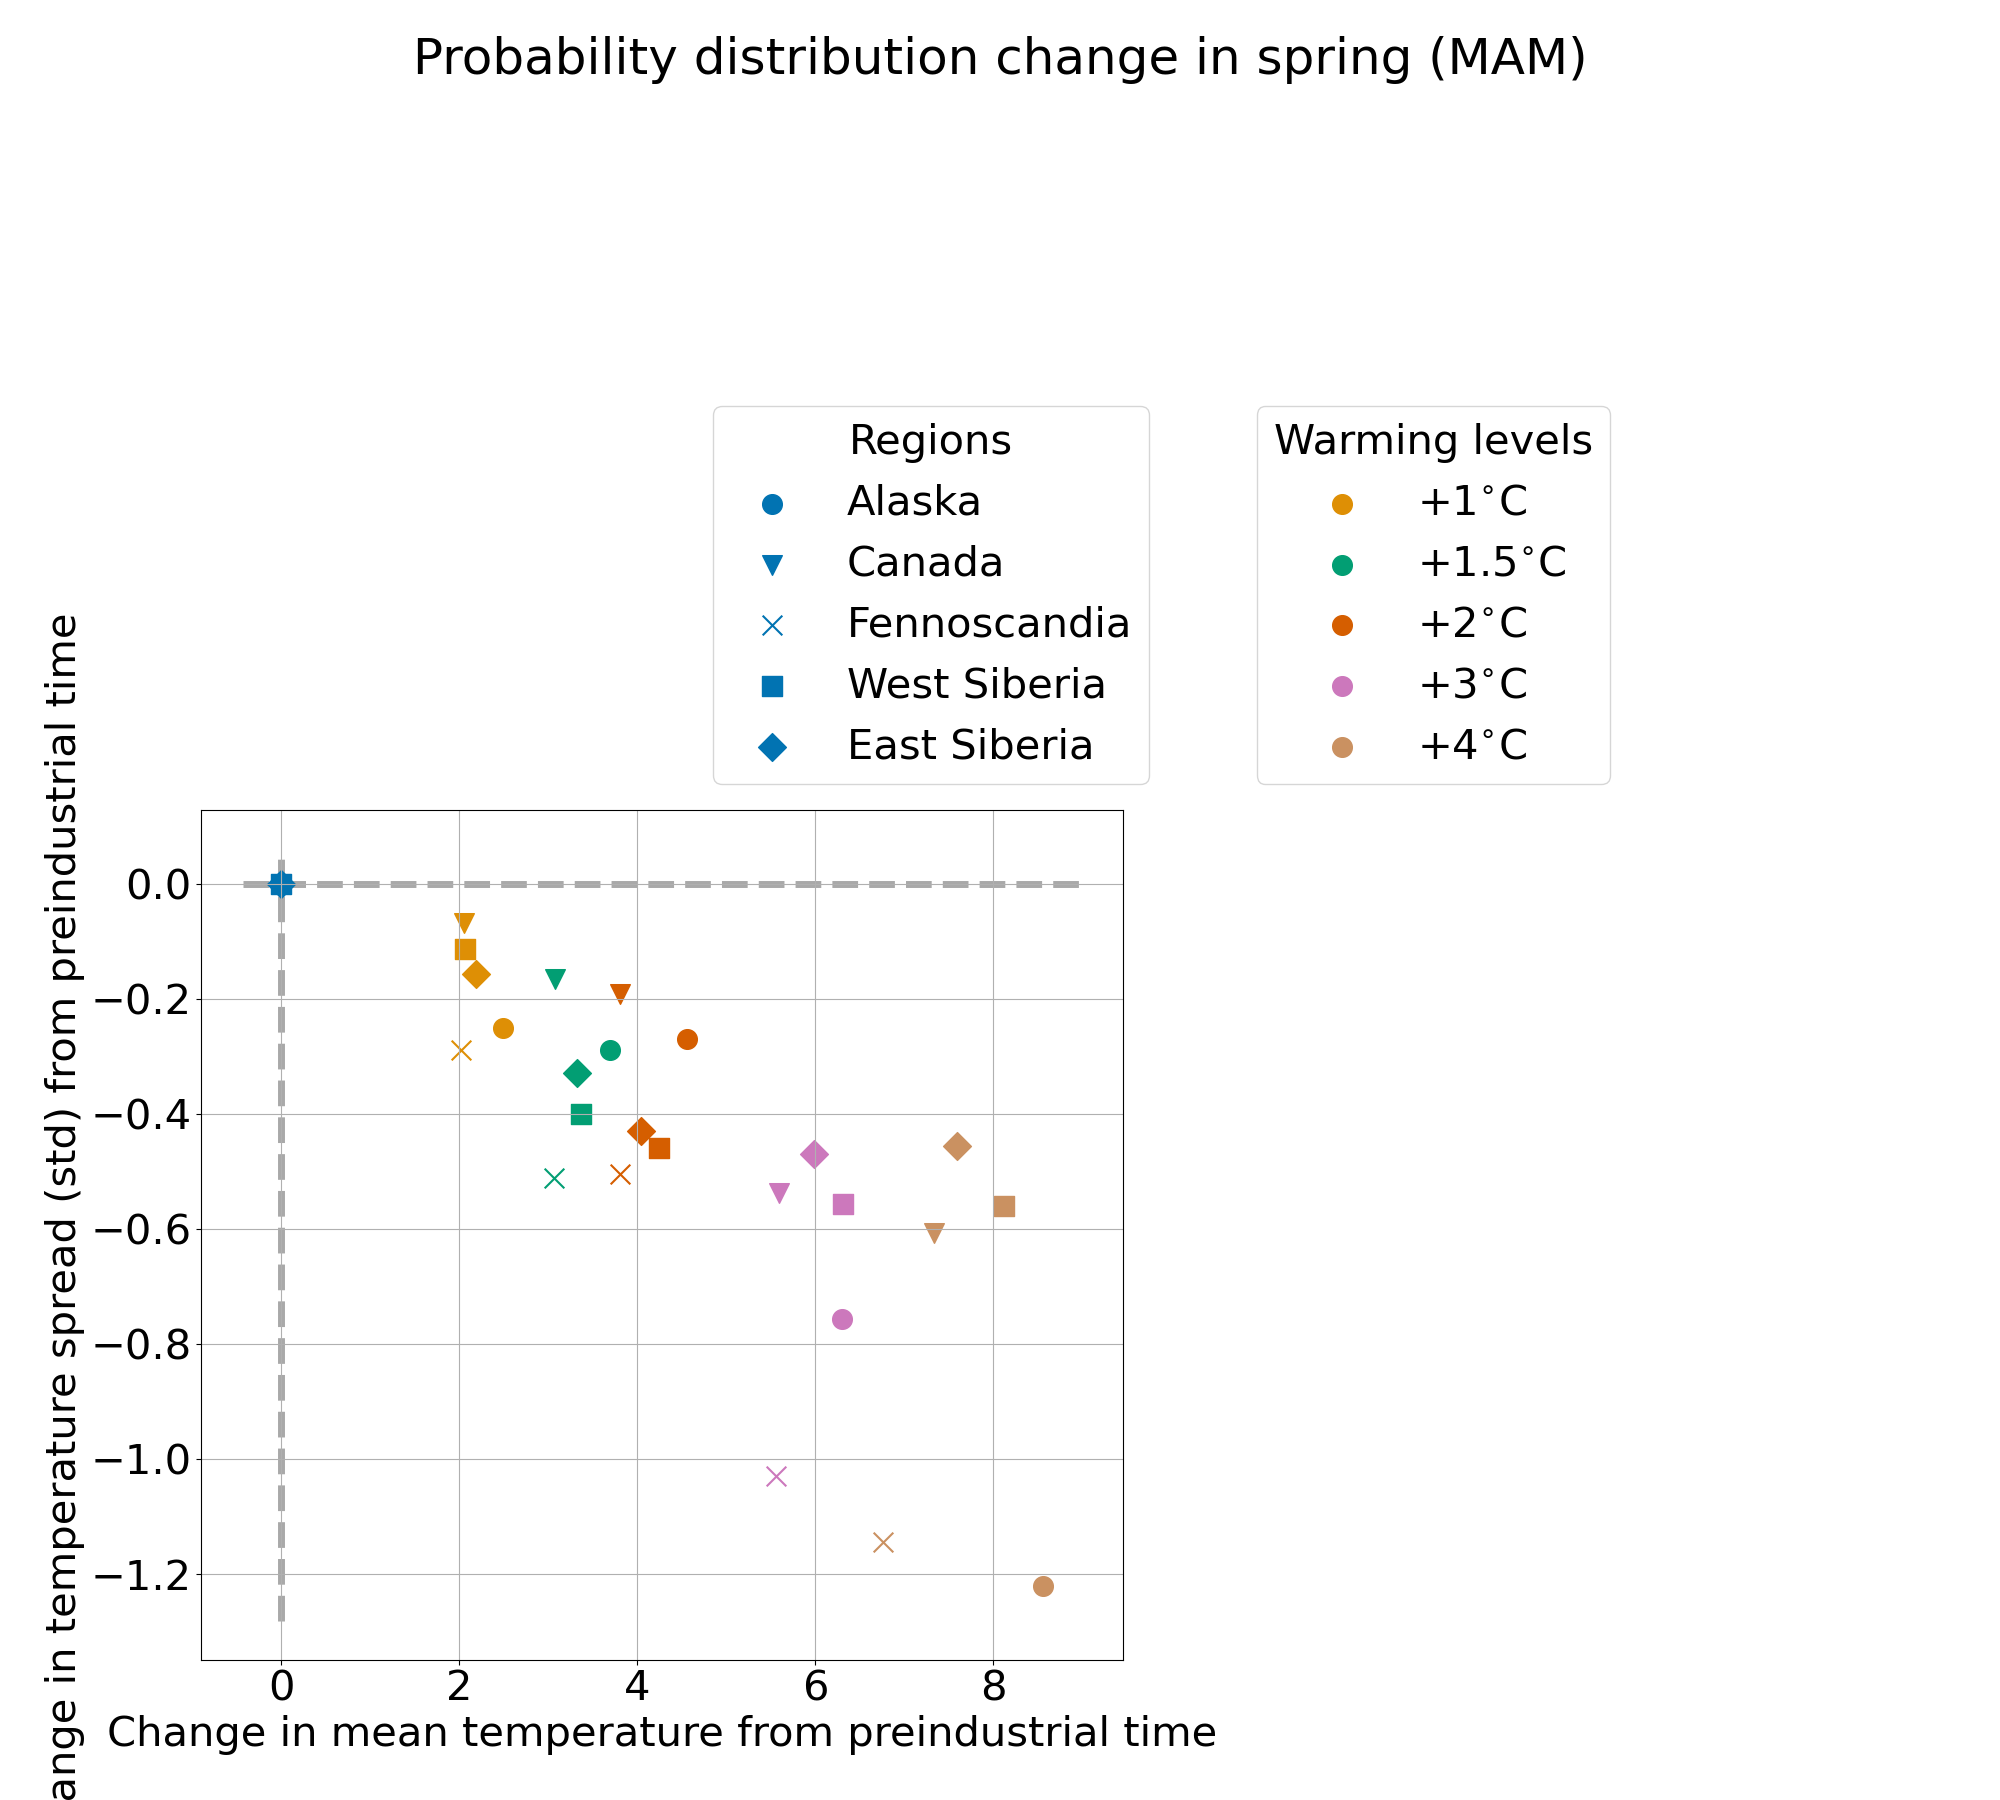 Probability distribution change in spring (MAM)
Regions
Alaska
Canada
Fennoscandia
West Siberia
East Siberia
Warming levels
+1°C
+1.5°C
+2°C
+3°C
+4°C
ange in temperature spread (std) from preindustrial time
0.0
−0.2
−0.4
−0.6
−0.8
−1.0
−1.2
0 2 4 6 8
Change in mean temperature from preindustrial time